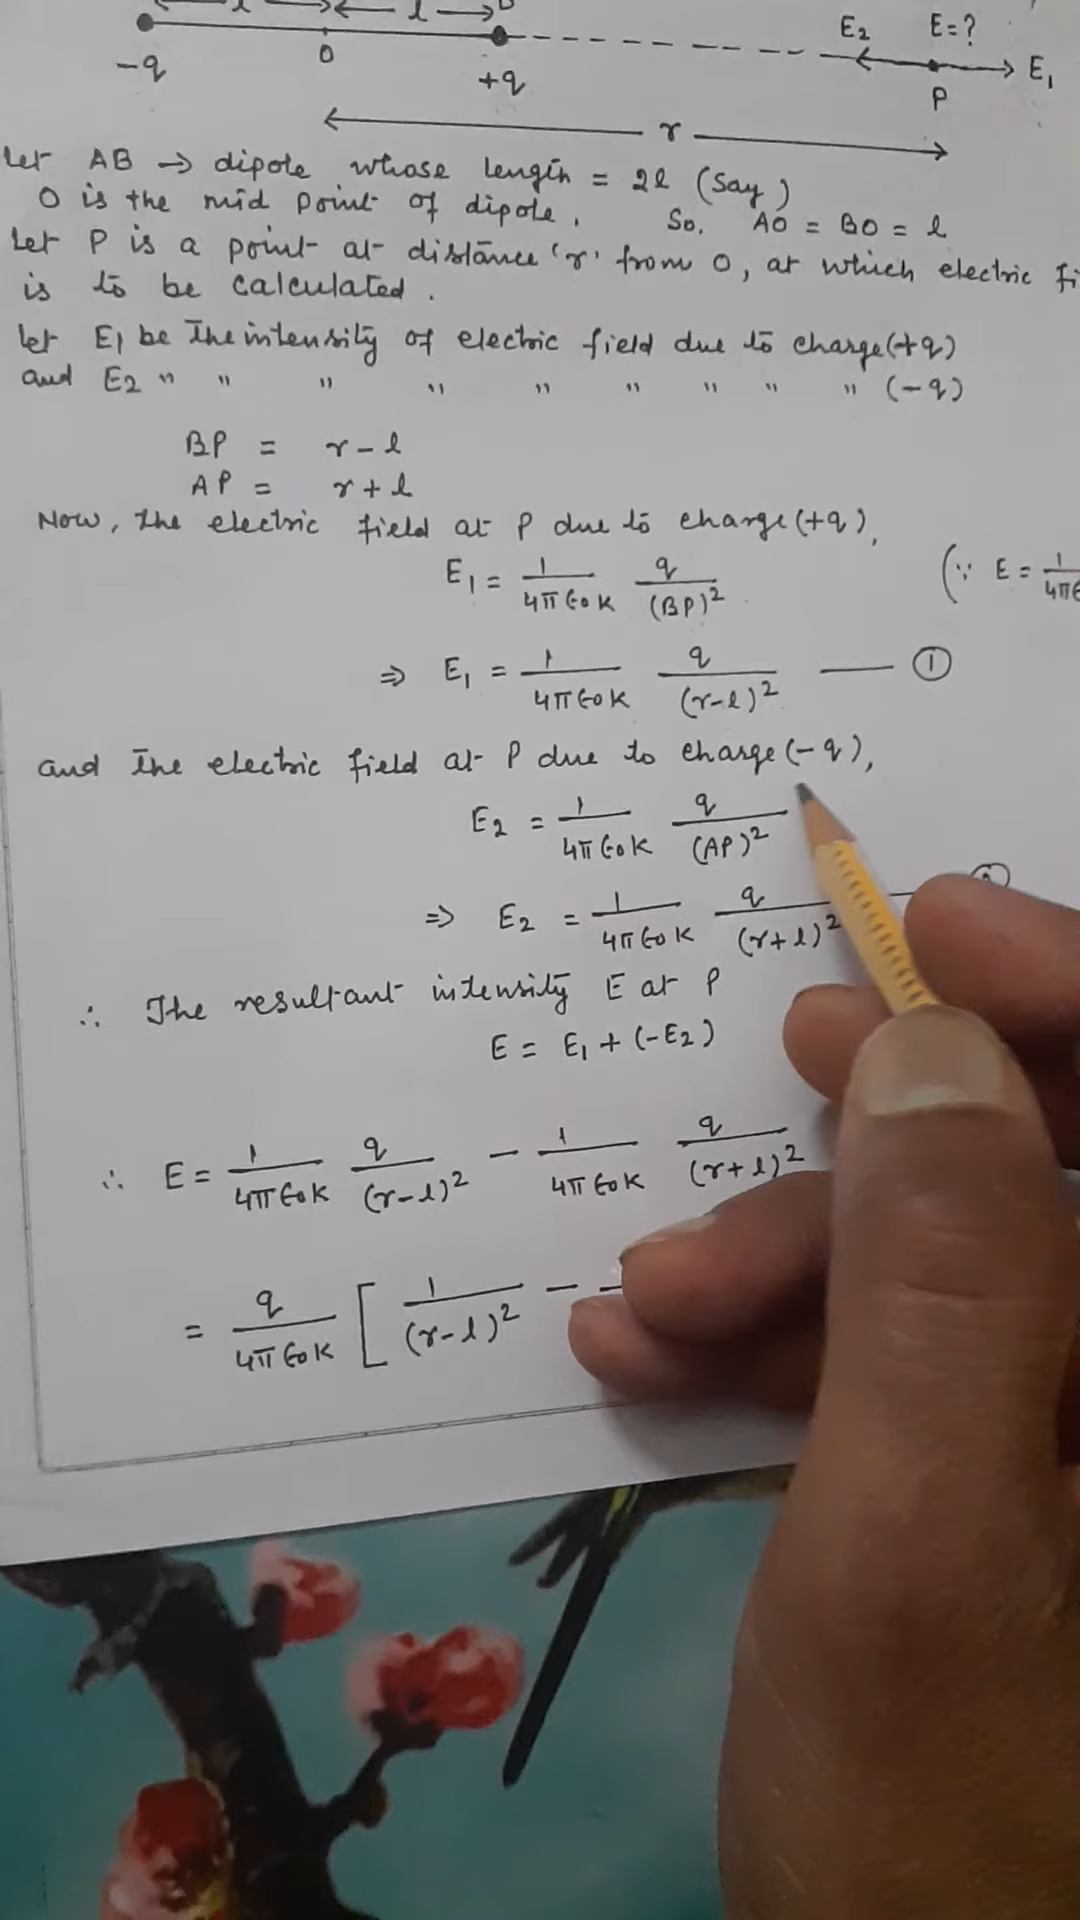 l l B
E2 E=?
-q O +q E1
P
r
Let AB → dipole whose length = 2l (Say)
O is the mid point of dipole. So, AO = BO = l
Let P is a point at distance 'r' from O, at which electric fi
is to be calculated.
let E1 be the intensity of electric field due to charge(+q)
and E2 " " " " " " " " " (-q)
BP = r-l
AP = r+l
Now, the electric field at P due to charge(+q),
E1 = 1/4πε0K q/(BP)² (∵ E = 1/4πε
⇒ E1 = 1/4πε0K q/(r-l)² — ①
and the electric field at P due to charge(-q),
E2 = 1/4πε0K q/(AP)²
⇒ E2 = 1/4πε0K q/(r+l)²
∴ The resultant intensity E at P
E = E1 + (-E2)
∴ E = 1/4πε0K q/(r-l)² - 1/4πε0K q/(r+l)²
= q/4πε0K [ 1/(r-l)² -